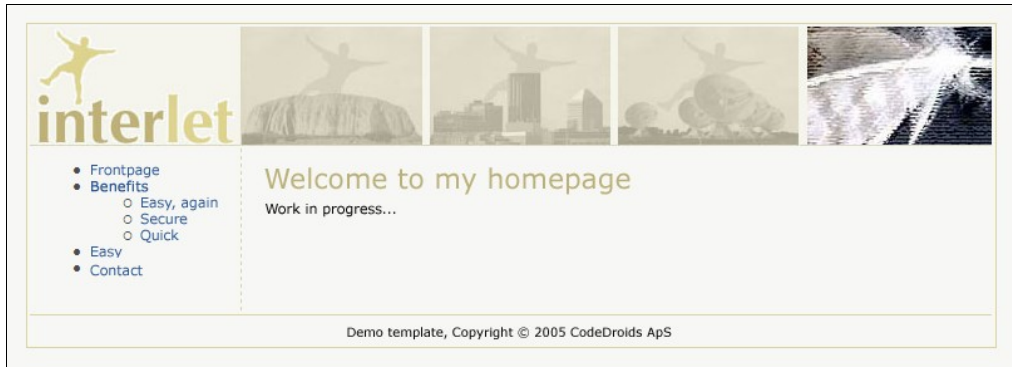 interlet
Frontpage
Benefits
Easy, again
Secure
Quick
Easy
Contact
Welcome to my homepage
Work in progress...
Demo template, Copyright © 2005 CodeDroids ApS